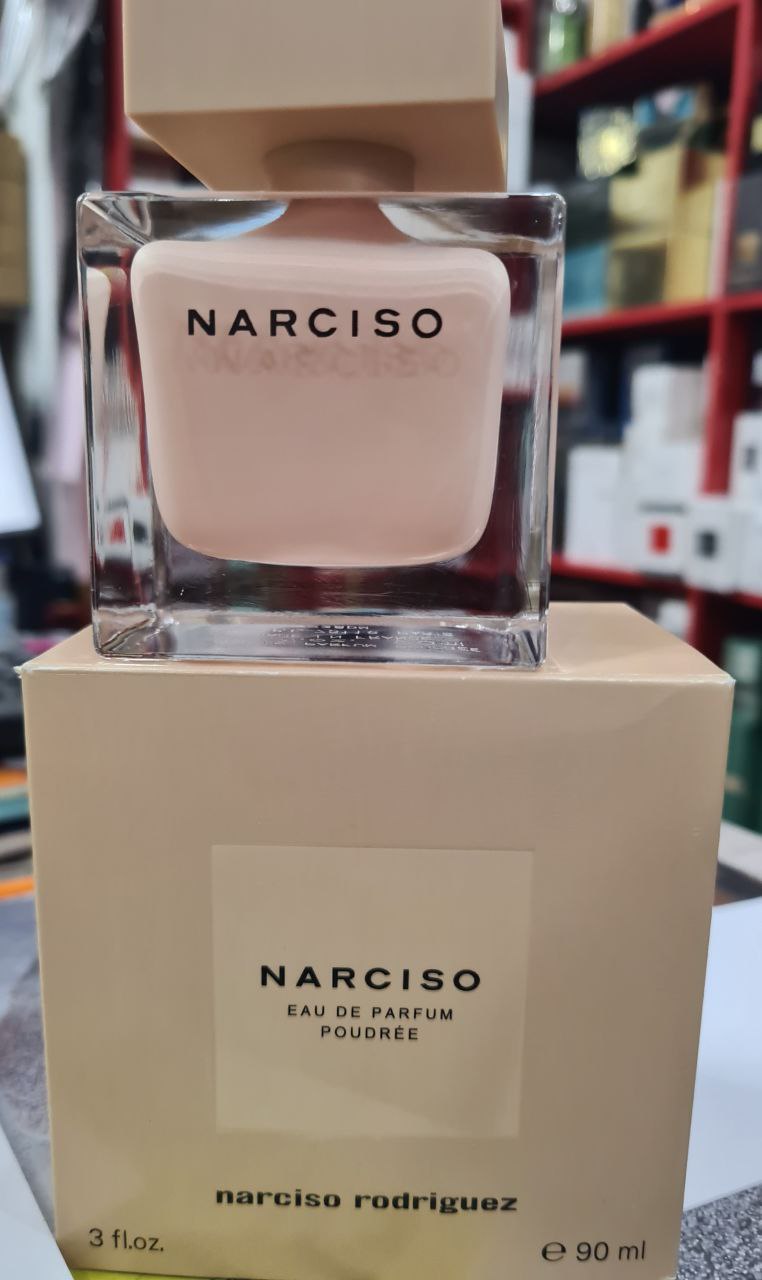 NARCISO
NARCISO
EAU DE PARFUM
POUDRÉE
narciso rodriguez
3 fl.oz.
℮ 90 ml